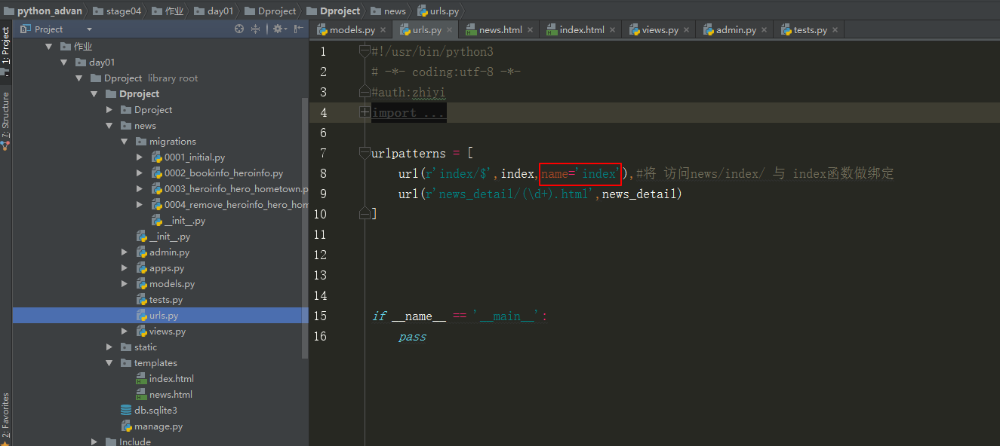 python_advan stage04 作业 day01 Dproject Dproject news urls.py
Project
models.py urls.py news.html index.html views.py admin.py tests.py
1: Project
7: Structure
2: Favorites
作业
day01
Dproject library root
Dproject
Dproject
news
migrations
0001_initial.py
0002_bookinfo_heroinfo.py
0003_heroinfo_hero_hometown.p
0004_remove_heroinfo_hero_hom
__init__.py
__init__.py
admin.py
apps.py
models.py
tests.py
urls.py
views.py
static
templates
index.html
news.html
db.sqlite3
manage.py
Include
1 #!/usr/bin/python3
2 # -*- coding:utf-8 -*-
3 #auth:zhiyi
4 import ...
6
7 urlpatterns = [
8 url(r'index/$',index,name='index'),#将 访问news/index/ 与 index函数做绑定
9 url(r'news_detail/(\d+).html',news_detail)
10 ]
11
12
13
14
15 if __name__ == '__main__':
16 pass